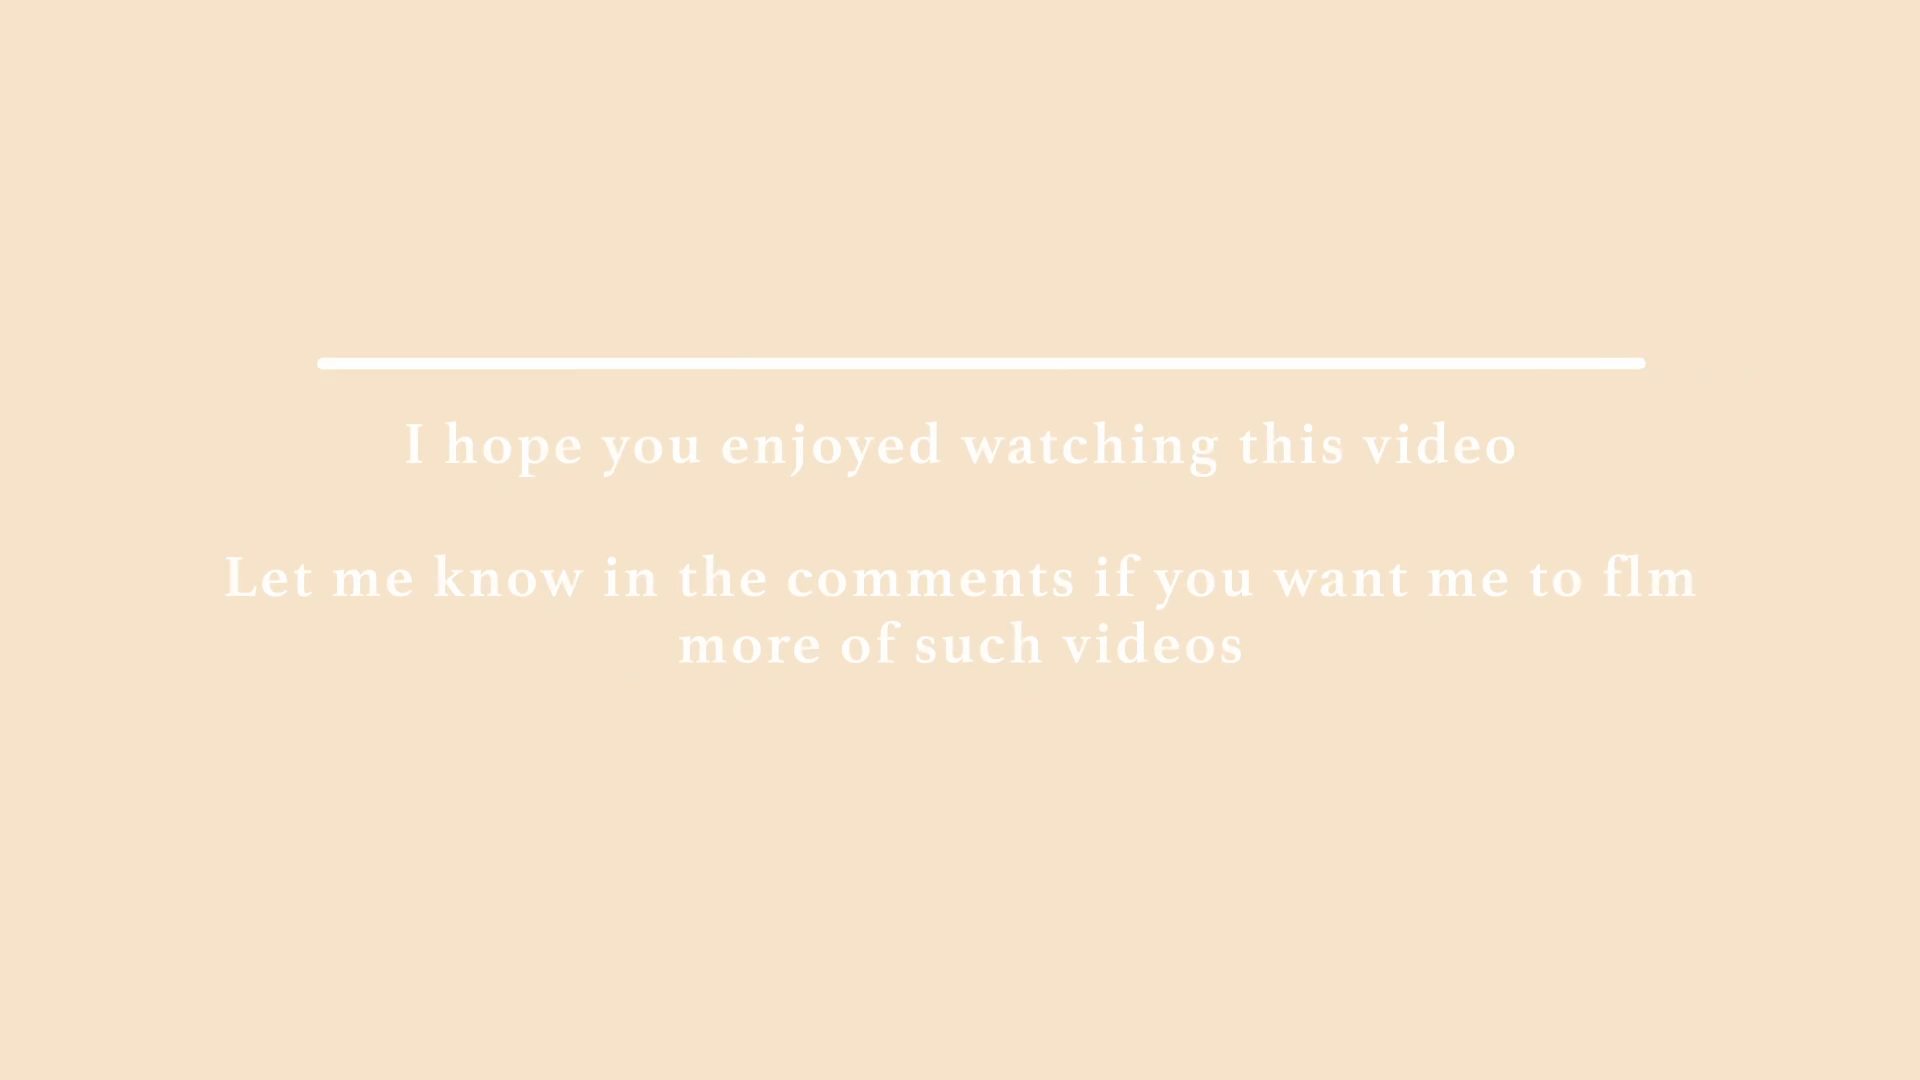 I hope you enjoyed watching this video
Let me know in the comments if you want me to flm
more of such videos